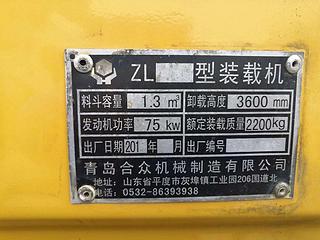 ZL 型装载机
料斗容量 1.3 m³ 卸载高度 3600 mm
发动机功率 75 kw 额定装载质量 2200kg
出厂日期 201 年 月 出厂编号
青岛合众机械制造有限公司
地址：山东省平度市灰埠镇工业园206国道北
电话：0532-86393938